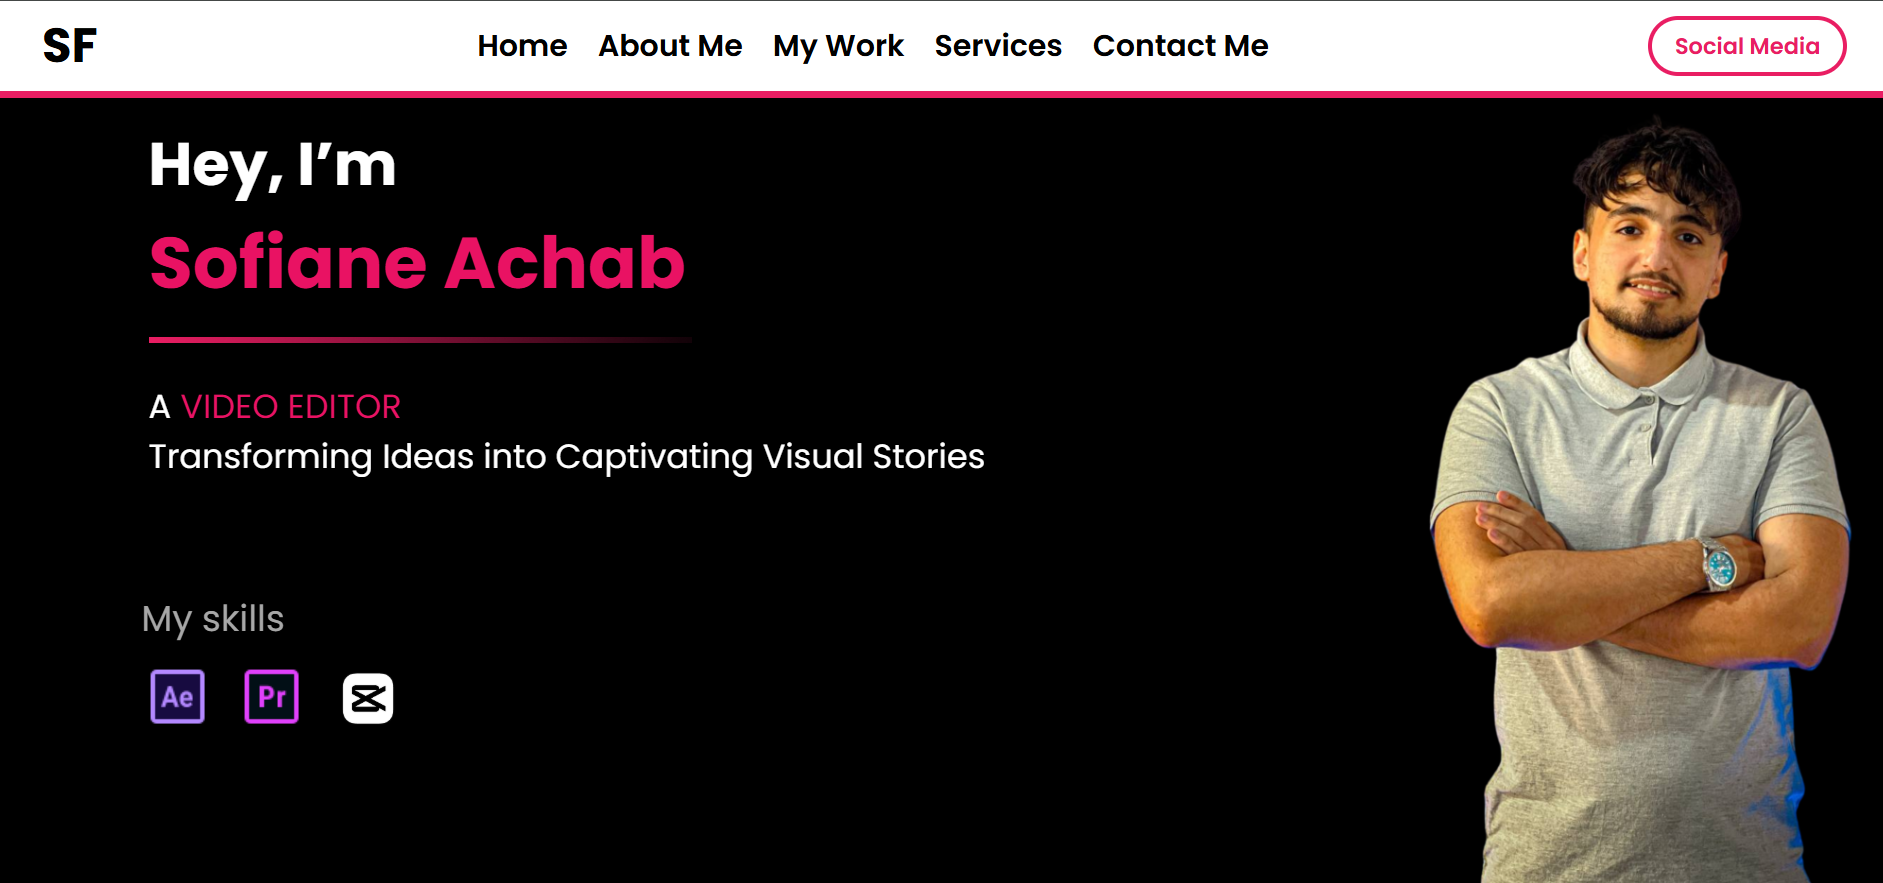 SF
Home About Me My Work Services Contact Me
Social Media
Hey, I’m
Sofiane Achab
A VIDEO EDITOR
Transforming Ideas into Captivating Visual Stories
My skills
Ae Pr